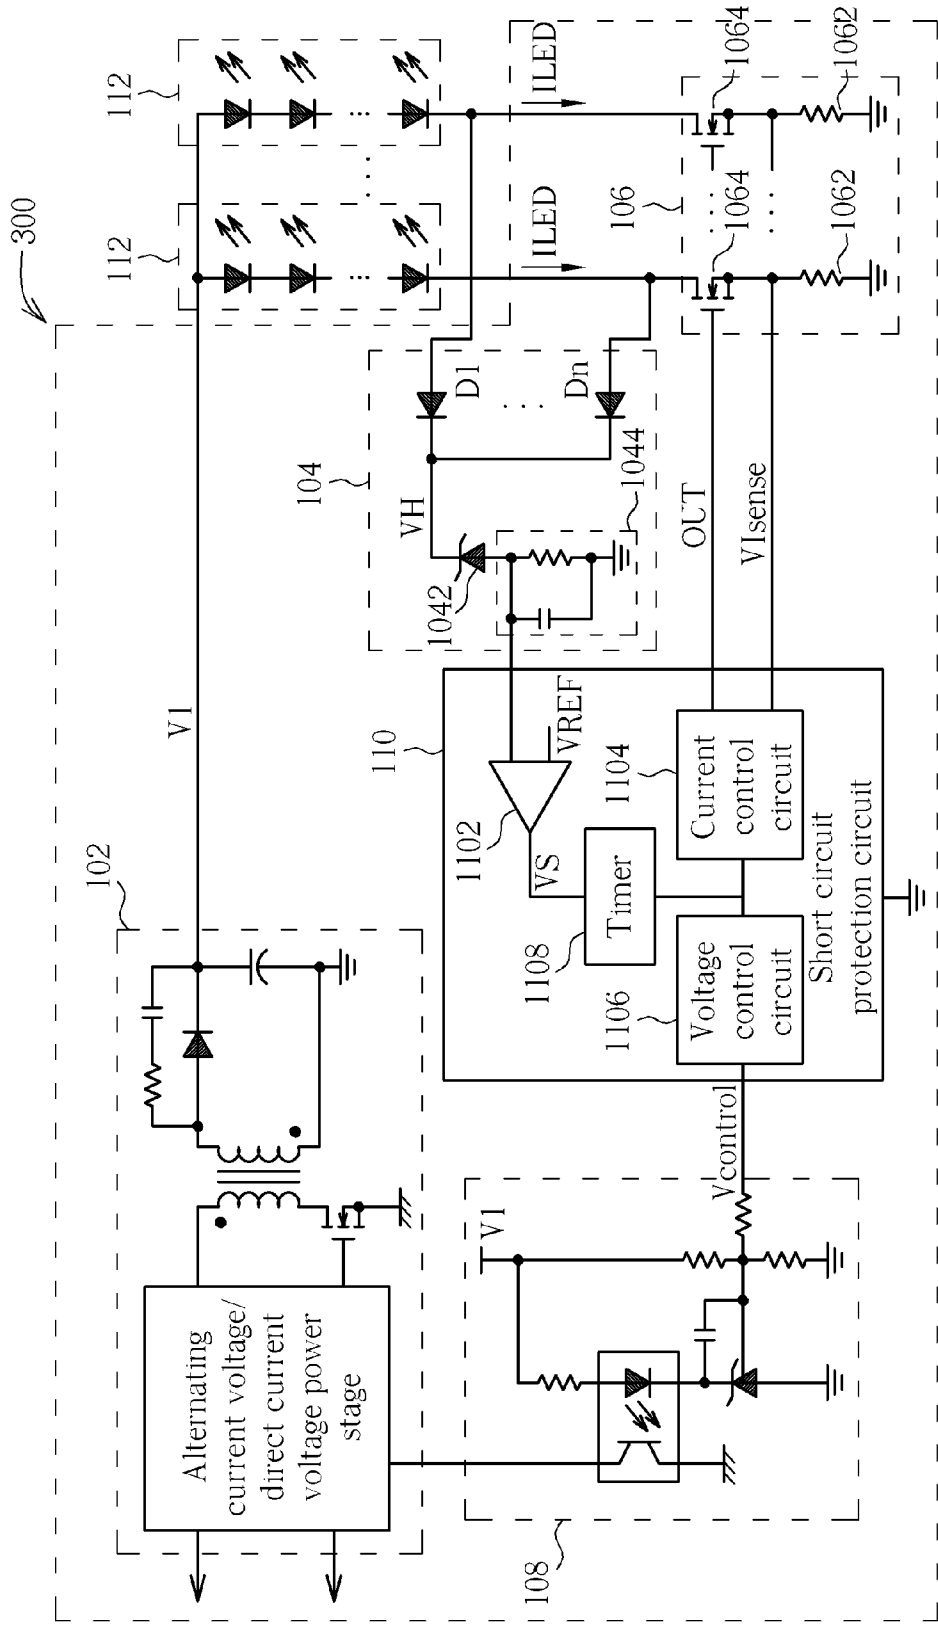 300
102
Alternating
current voltage/
direct current
voltage power
stage
V1
112
112
ILED
ILED
104
D1
Dn
VH
1042
1044
106
1064
1064
1062
1062
OUT
VIsense
110
1102
VREF
VS
1108
Timer
1104
Current
control
circuit
1106
Voltage
control
circuit
Short circuit
protection circuit
Vcontrol
V1
108